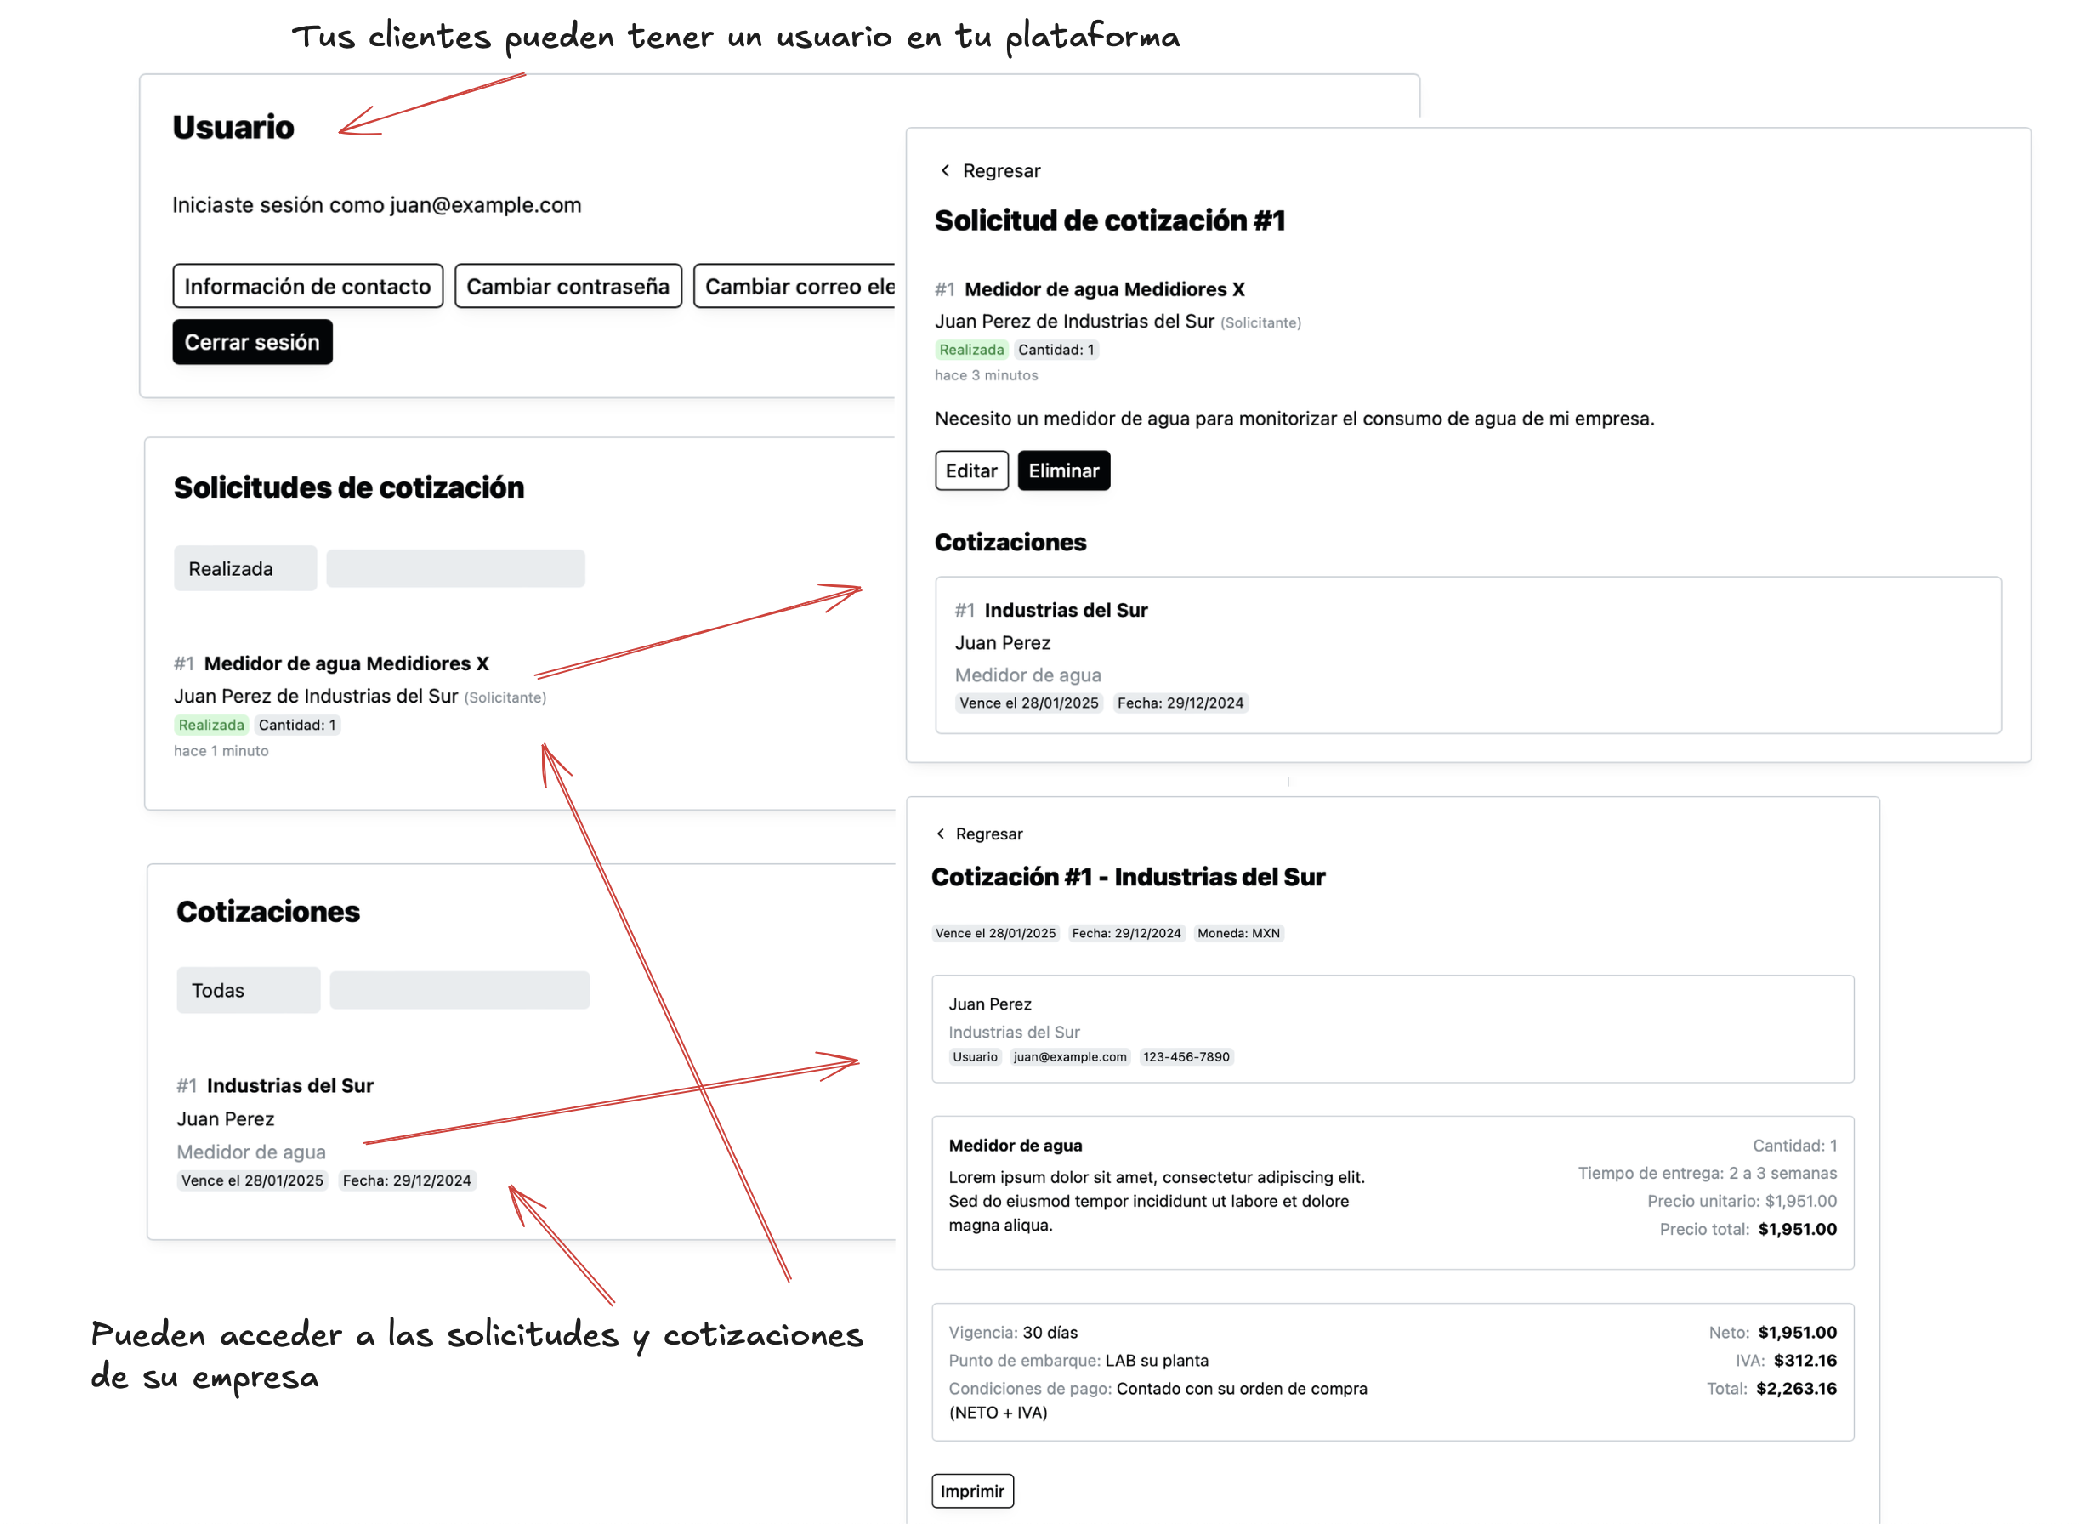 Tus clientes pueden tener un usuario en tu plataforma
Usuario
Iniciaste sesión como juan@example.com
Información de contacto
Cambiar contraseña
Cambiar correo ele
Cerrar sesión
Solicitudes de cotización
Realizada
#1 Medidor de agua Medidiores X
Juan Perez de Industrias del Sur (Solicitante)
Realizada Cantidad: 1
hace 1 minuto
Cotizaciones
Todas
#1 Industrias del Sur
Juan Perez
Medidor de agua
Vence el 28/01/2025 Fecha: 29/12/2024
Pueden acceder a las solicitudes y cotizaciones
de su empresa
Regresar
Solicitud de cotización #1
#1 Medidor de agua Medidiores X
Juan Perez de Industrias del Sur (Solicitante)
Realizada Cantidad: 1
hace 3 minutos
Necesito un medidor de agua para monitorizar el consumo de agua de mi empresa.
Editar
Eliminar
Cotizaciones
#1 Industrias del Sur
Juan Perez
Medidor de agua
Vence el 28/01/2025 Fecha: 29/12/2024
Regresar
Cotización #1 - Industrias del Sur
Vence el 28/01/2025 Fecha: 29/12/2024 Moneda: MXN
Juan Perez
Industrias del Sur
Usuario juan@example.com 123-456-7890
Medidor de agua
Lorem ipsum dolor sit amet, consectetur adipiscing elit.
Sed do eiusmod tempor incididunt ut labore et dolore
magna aliqua.
Cantidad: 1
Tiempo de entrega: 2 a 3 semanas
Precio unitario: $1,951.00
Precio total: $1,951.00
Vigencia: 30 días
Punto de embarque: LAB su planta
Condiciones de pago: Contado con su orden de compra
(NETO + IVA)
Neto: $1,951.00
IVA: $312.16
Total: $2,263.16
Imprimir